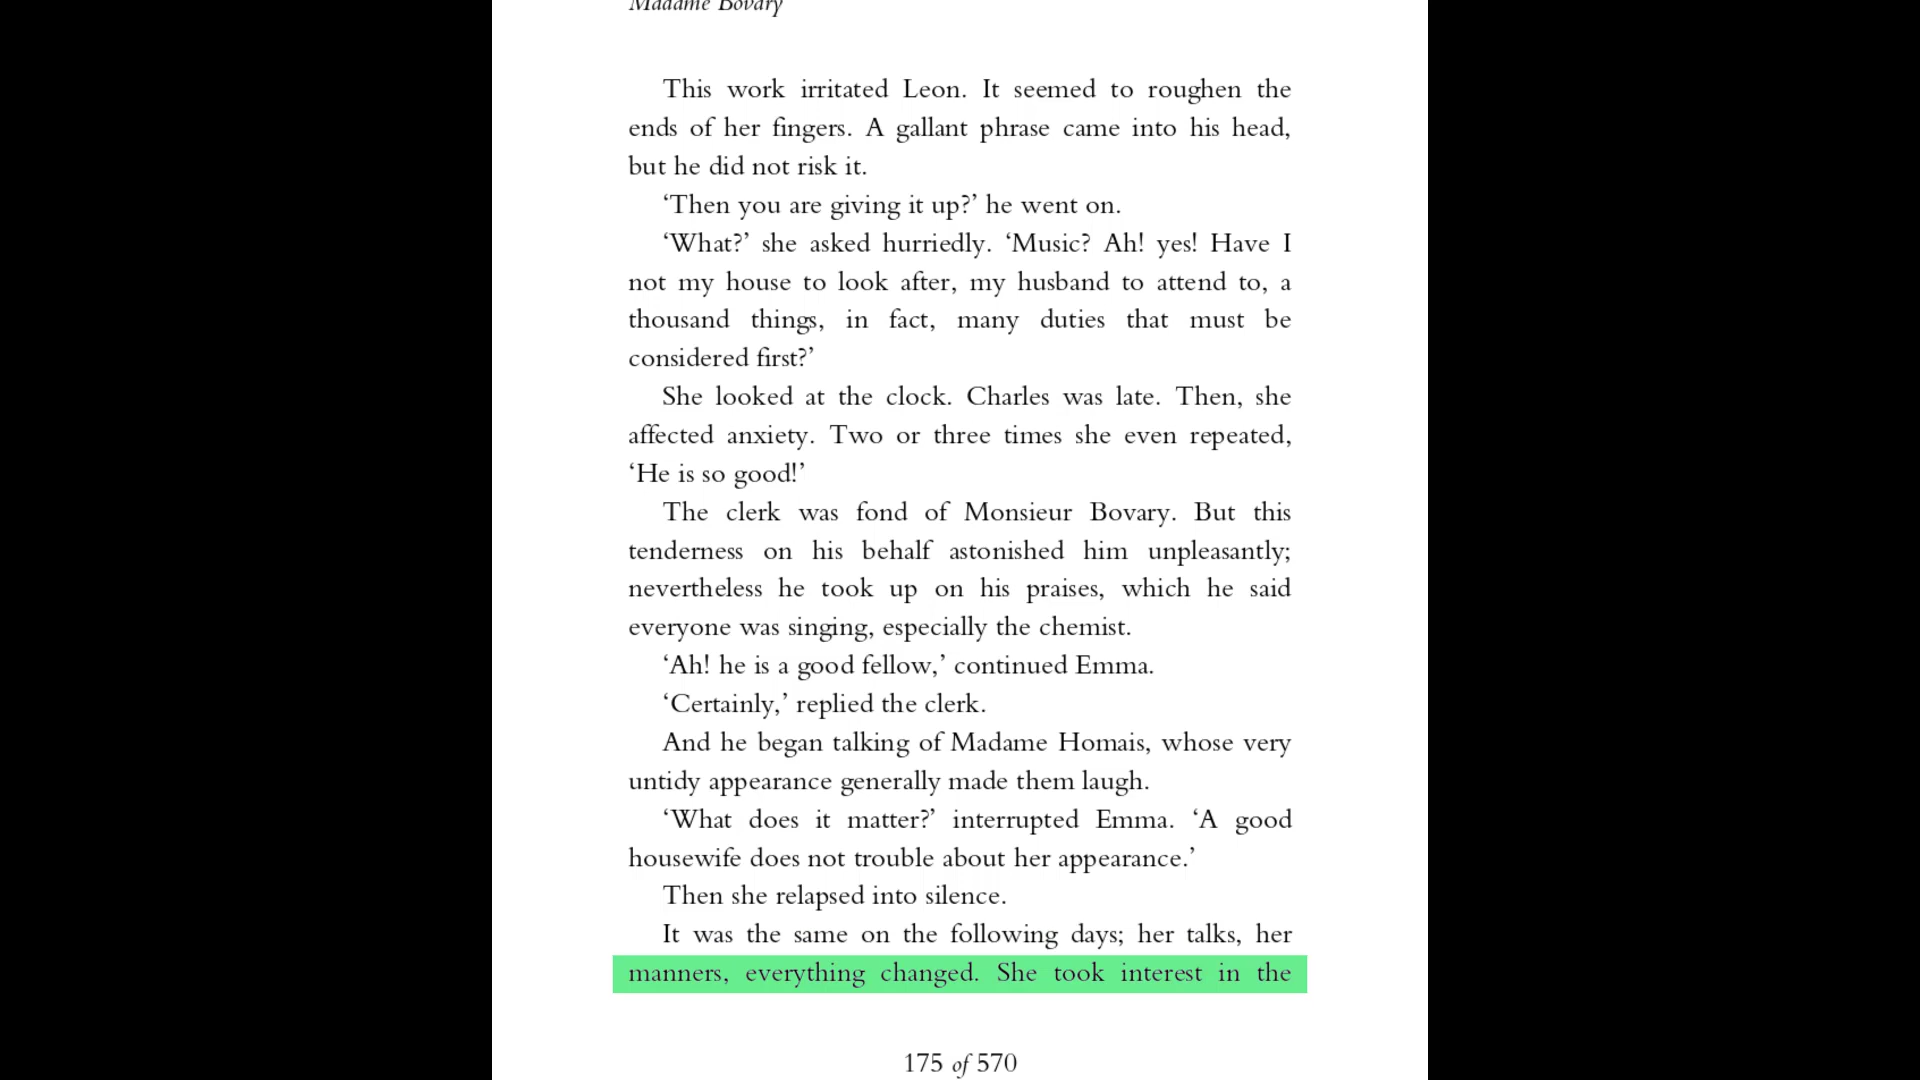 Madame Bovary
This work irritated Leon. It seemed to roughen the
ends of her fingers. A gallant phrase came into his head,
but he did not risk it.
‘Then you are giving it up?’ he went on.
‘What?’ she asked hurriedly. ‘Music? Ah! yes! Have I
not my house to look after, my husband to attend to, a
thousand things, in fact, many duties that must be
considered first?’
She looked at the clock. Charles was late. Then, she
affected anxiety. Two or three times she even repeated,
‘He is so good!’
The clerk was fond of Monsieur Bovary. But this
tenderness on his behalf astonished him unpleasantly;
nevertheless he took up on his praises, which he said
everyone was singing, especially the chemist.
‘Ah! he is a good fellow,’ continued Emma.
‘Certainly,’ replied the clerk.
And he began talking of Madame Homais, whose very
untidy appearance generally made them laugh.
‘What does it matter?’ interrupted Emma. ‘A good
housewife does not trouble about her appearance.’
Then she relapsed into silence.
It was the same on the following days; her talks, her
manners, everything changed. She took interest in the
175 of 570